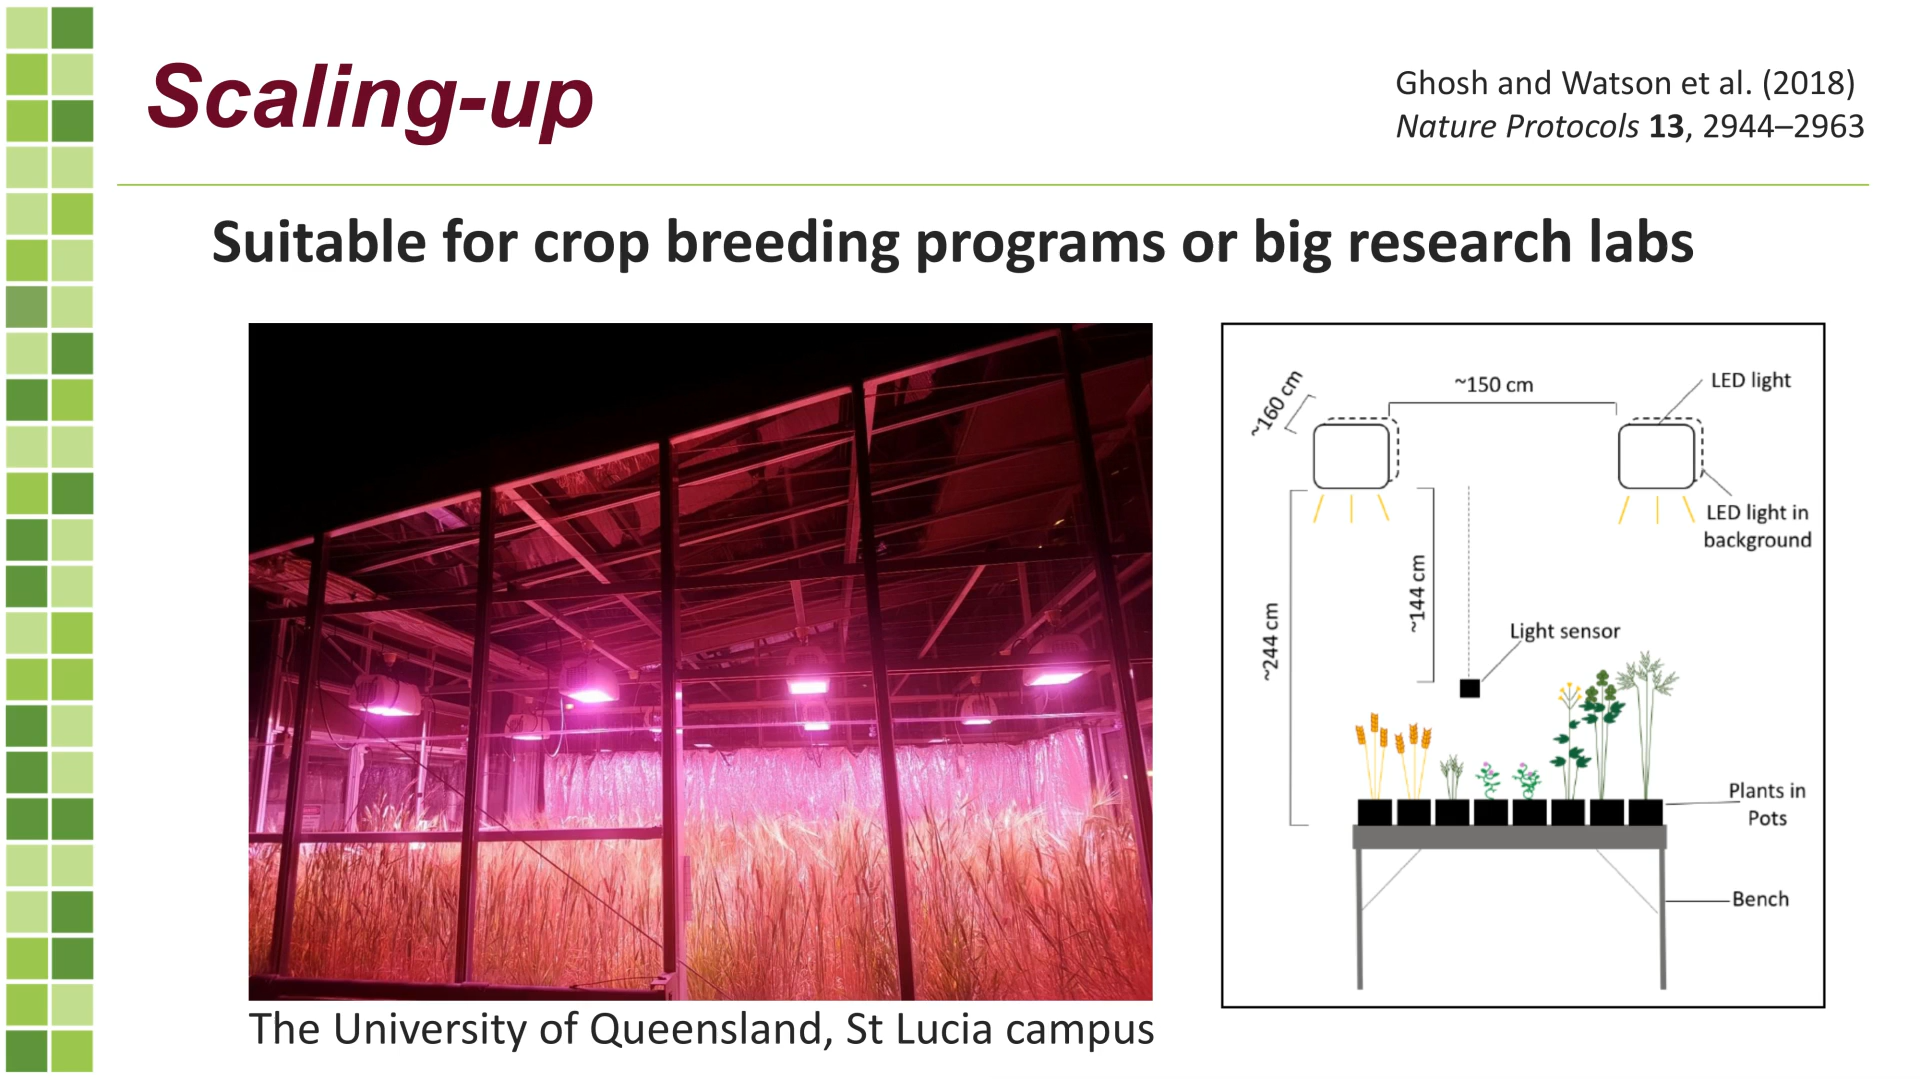 Scaling-up
Ghosh and Watson et al. (2018)
Nature Protocols 13, 2944–2963
Suitable for crop breeding programs or big research labs
~160 cm
~150 cm
LED light
LED light in
background
~244 cm
~144 cm
Light sensor
Plants in
Pots
Bench
The University of Queensland, St Lucia campus